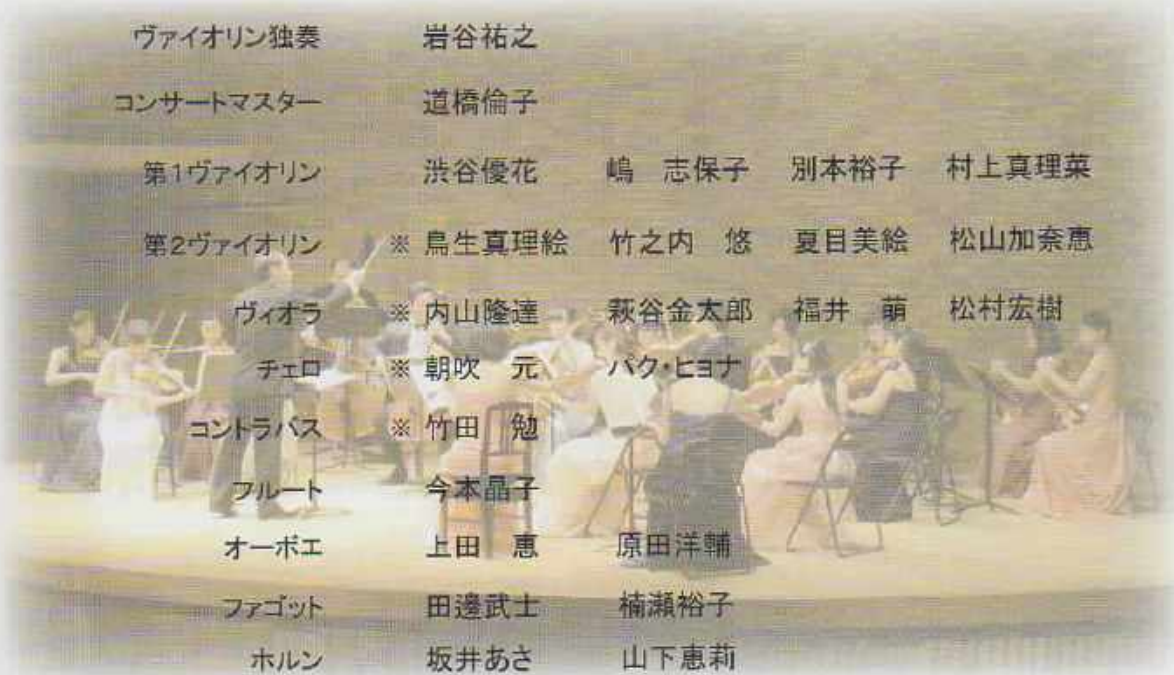 ヴァイオリン独奏 岩谷祐之
コンサートマスター 道橋倫子
第1ヴァイオリン 渋谷優花 嶋 志保子 別本裕子 村上真理菜
第2ヴァイオリン ※ 鳥生真理絵 竹之内 悠 夏目美絵 松山加奈恵
ヴィオラ ※ 内山隆達 萩谷金太郎 福井 萌 松村宏樹
チェロ ※ 朝吹 元 パク・ヒョナ
コントラバス ※ 竹田 勉
フルート 今本晶子
オーボエ 上田 恵 原田洋輔
ファゴット 田邊武士 楠瀬裕子
ホルン 坂井あさ 山下恵莉